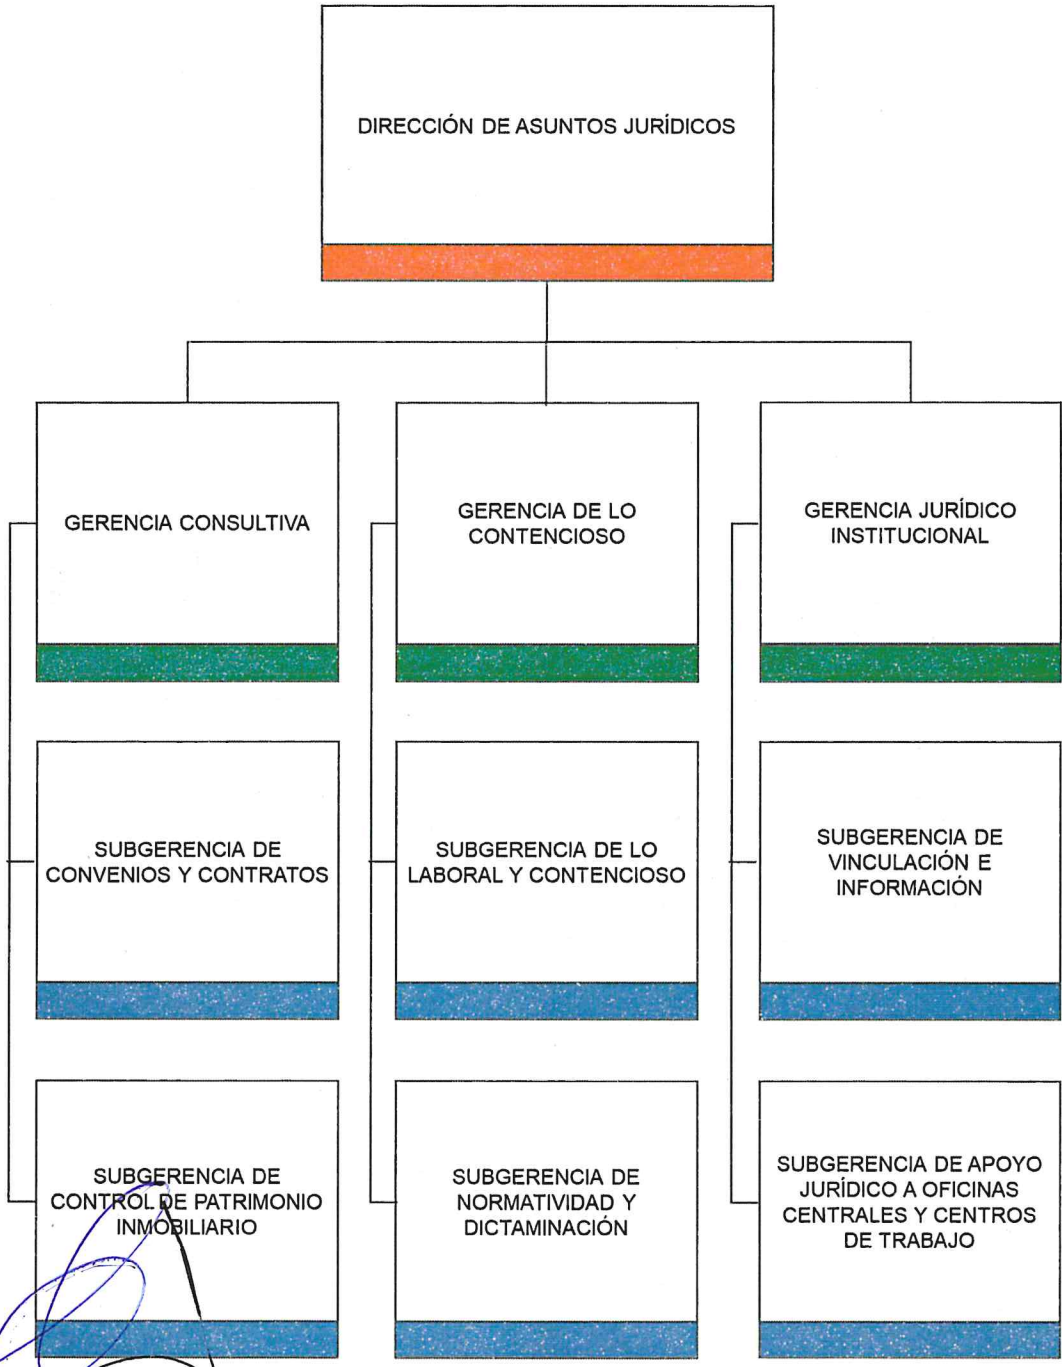 DIRECCIÓN DE ASUNTOS JURÍDICOS
GERENCIA CONSULTIVA
GERENCIA DE LO
CONTENCIOSO
GERENCIA JURÍDICO
INSTITUCIONAL
SUBGERENCIA DE
CONVENIOS Y CONTRATOS
SUBGERENCIA DE LO
LABORAL Y CONTENCIOSO
SUBGERENCIA DE
VINCULACIÓN E
INFORMACIÓN
SUBGERENCIA DE
CONTROL DE PATRIMONIO
INMOBILIARIO
SUBGERENCIA DE
NORMATIVIDAD Y
DICTAMINACIÓN
SUBGERENCIA DE APOYO
JURÍDICO A OFICINAS
CENTRALES Y CENTROS
DE TRABAJO